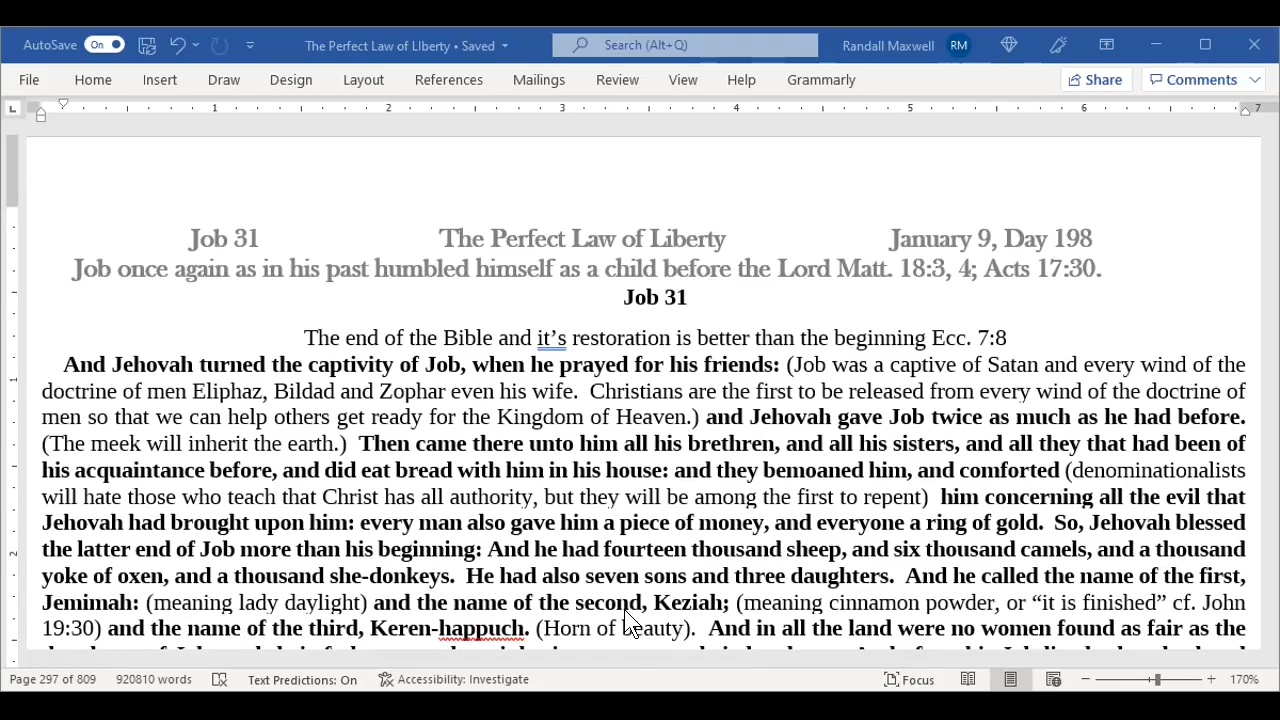 AutoSave On The Perfect Law of LIberty • Saved Search (Alt+Q) Randall Maxwell RM
File Home Insert Draw Design Layout References Mailings Review View Help Grammarly Share Comments
1 2 3 4 5 6 7
Job 31 The Perfect Law of Liberty January 9, Day 198
Job once again as in his past humbled himself as a child before the Lord Matt. 18:3, 4; Acts 17:30.
Job 31
The end of the Bible and it’s restoration is better than the beginning Ecc. 7:8
And Jehovah turned the captivity of Job, when he prayed for his friends: (Job was a captive of Satan and every wind of the
doctrine of men Eliphaz, Bildad and Zophar even his wife. Christians are the first to be released from every wind of the doctrine of
men so that we can help others get ready for the Kingdom of Heaven.) and Jehovah gave Job twice as much as he had before.
(The meek will inherit the earth.) Then came there unto him all his brethren, and all his sisters, and all they that had been of
his acquaintance before, and did eat bread with him in his house: and they bemoaned him, and comforted (denominationalists
will hate those who teach that Christ has all authority, but they will be among the first to repent) him concerning all the evil that
Jehovah had brought upon him: every man also gave him a piece of money, and everyone a ring of gold. So, Jehovah blessed
the latter end of Job more than his beginning: And he had fourteen thousand sheep, and six thousand camels, and a thousand
yoke of oxen, and a thousand she-donkeys. He had also seven sons and three daughters. And he called the name of the first,
Jemimah: (meaning lady daylight) and the name of the second, Keziah; (meaning cinnamon powder, or “it is finished” cf. John
19:30) and the name of the third, Keren-happuch. (Horn of beauty). And in all the land were no women found as fair as the
Page 297 of 809 920810 words Text Predictions: On Accessibility: Investigate Focus 170%